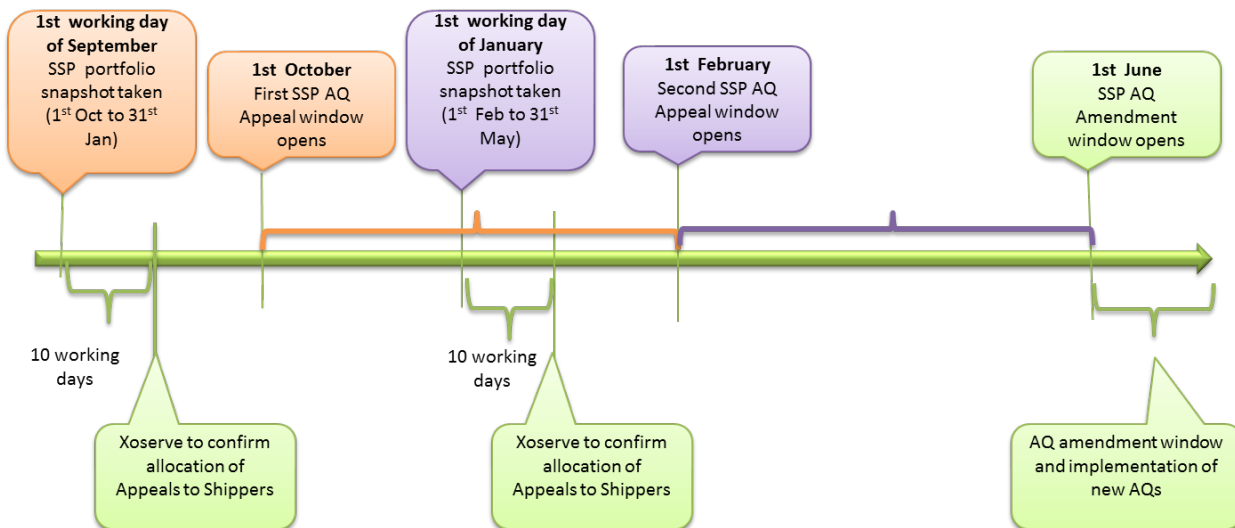 1st working day
of September
SSP portfolio
snapshot taken
(1st Oct to 31st
Jan)
1st October
First SSP AQ
Appeal window
opens
1st working day
of January
SSP portfolio
snapshot taken
(1st Feb to 31st
May)
1st February
Second SSP AQ
Appeal window
opens
1st June
SSP AQ
Amendment
window opens
10 working
days
10 working
days
Xoserve to confirm
allocation of
Appeals to Shippers
Xoserve to confirm
allocation of
Appeals to Shippers
AQ amendment window
and implementation of
new AQs